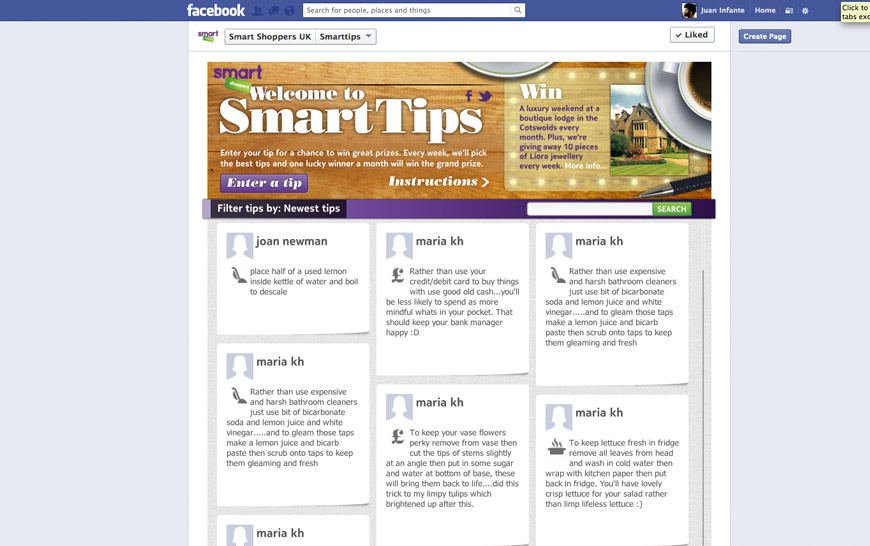 facebook
Search for people, places and things
Juan Infante
Home
Click to
tabs exc
smart
Smart Shoppers UK
Smarttips
✓ Liked
Create Page
smart
shoppers
Welcome to
Smart Tips
Enter your tip for a chance to win great prizes. Every week, we'll pick
the best tips and one lucky winner a month will win the grand prize.
Enter a tip
Instructions >
Win
A luxury weekend at a
boutique lodge in the
Cotswolds every
month. Plus, we're
giving away 10 pieces
of Liora jewellery
every week. More info...
Filter tips by: Newest tips
SEARCH
joan newman
place half of a used lemon
inside kettle of water and boil
to descale
maria kh
Rather than use expensive
and harsh bathroom cleaners
just use bit of bicarbonate
soda and lemon juice and white
vinegar.....and to gleam those taps
make a lemon juice and bicarb
paste then scrub onto taps to keep
them gleaming and fresh
maria kh
maria kh
£
Rather than use your
credit/debit card to buy things
with use good old cash...you'll
be less likely to spend as more
mindful whats in your pocket. That
should keep your bank manager
happy :D
maria kh
£
To keep your vase flowers
perky remove from vase then
cut the tips of stems slightly
at an angle then put in some sugar
and water at bottom of base, these
will bring them back to life....did this
trick to my limpy tulips which
brightened up after this.
maria kh
Rather than use expensive
and harsh bathroom cleaners
just use bit of bicarbonate
soda and lemon juice and white
vinegar.....and to gleam those taps
make a lemon juice and bicarb
paste then scrub onto taps to keep
them gleaming and fresh
maria kh
To keep lettuce fresh in fridge
remove all leaves from head
and wash in cold water then
wrap with kitchen paper then put
back in fridge. You'll have lovely
crisp lettuce for your salad rather
than limp lifeless lettuce :)